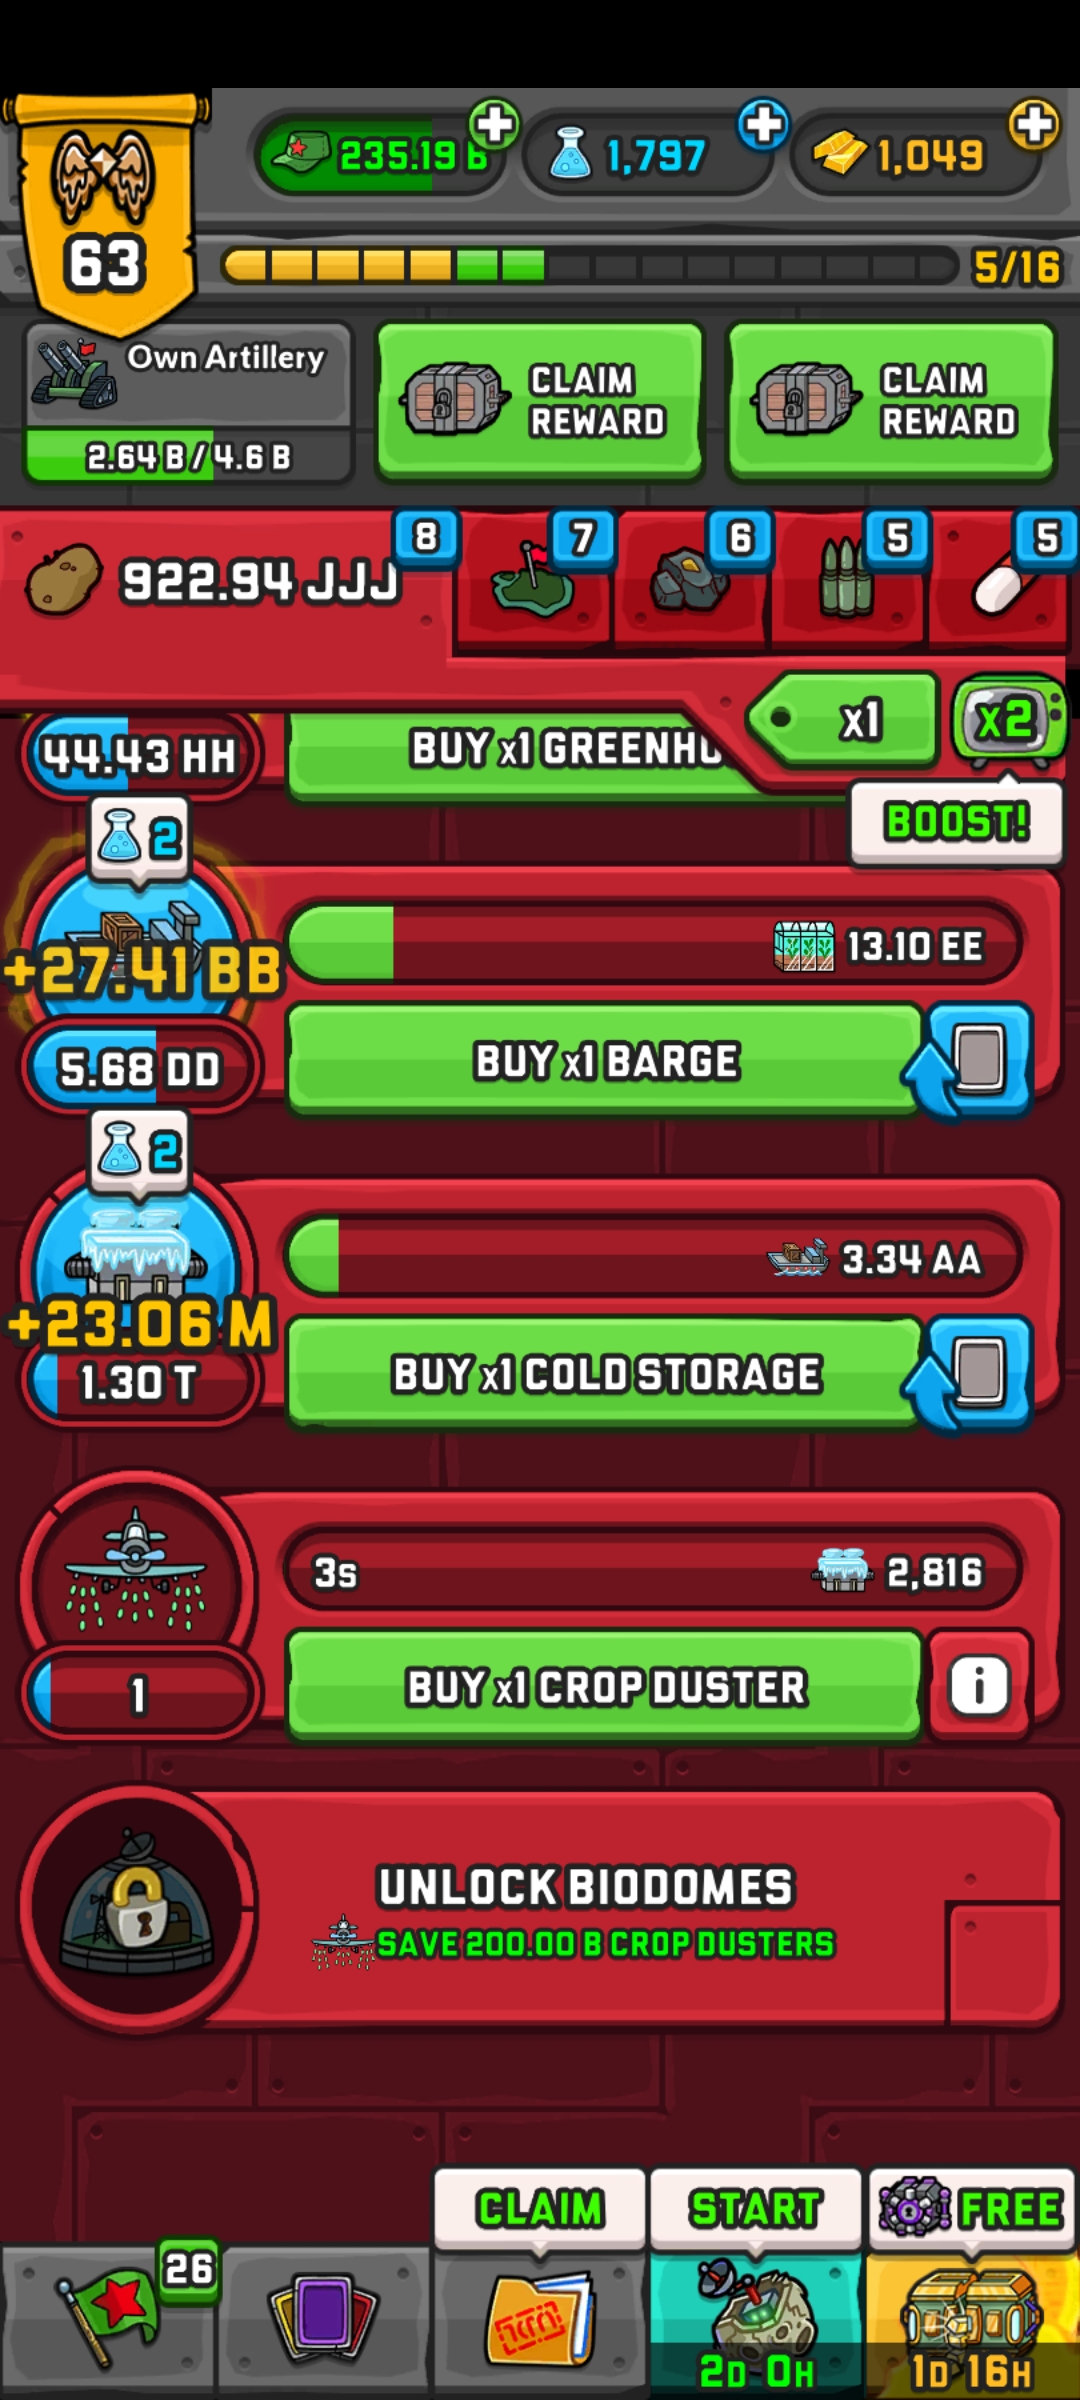 235.19 B
1,797
1,049
63
5/16
Own Artillery
2.64 B / 4.6 B
CLAIM
REWARD
CLAIM
REWARD
922.94 JJJ
8
7
6
5
5
x1
x2
BOOST!
44.43 HH
BUY x1 GREENHOU
2
+27.41 BB
13.10 EE
5.68 DD
BUY x1 BARGE
2
+23.06 M
3.34 AA
1.30 T
BUY x1 COLD STORAGE
3s
2,816
1
BUY x1 CROP DUSTER
i
UNLOCK BIODOMES
SAVE 200.00 B CROP DUSTERS
CLAIM
START
FREE
26
2D 0H
1D 16H